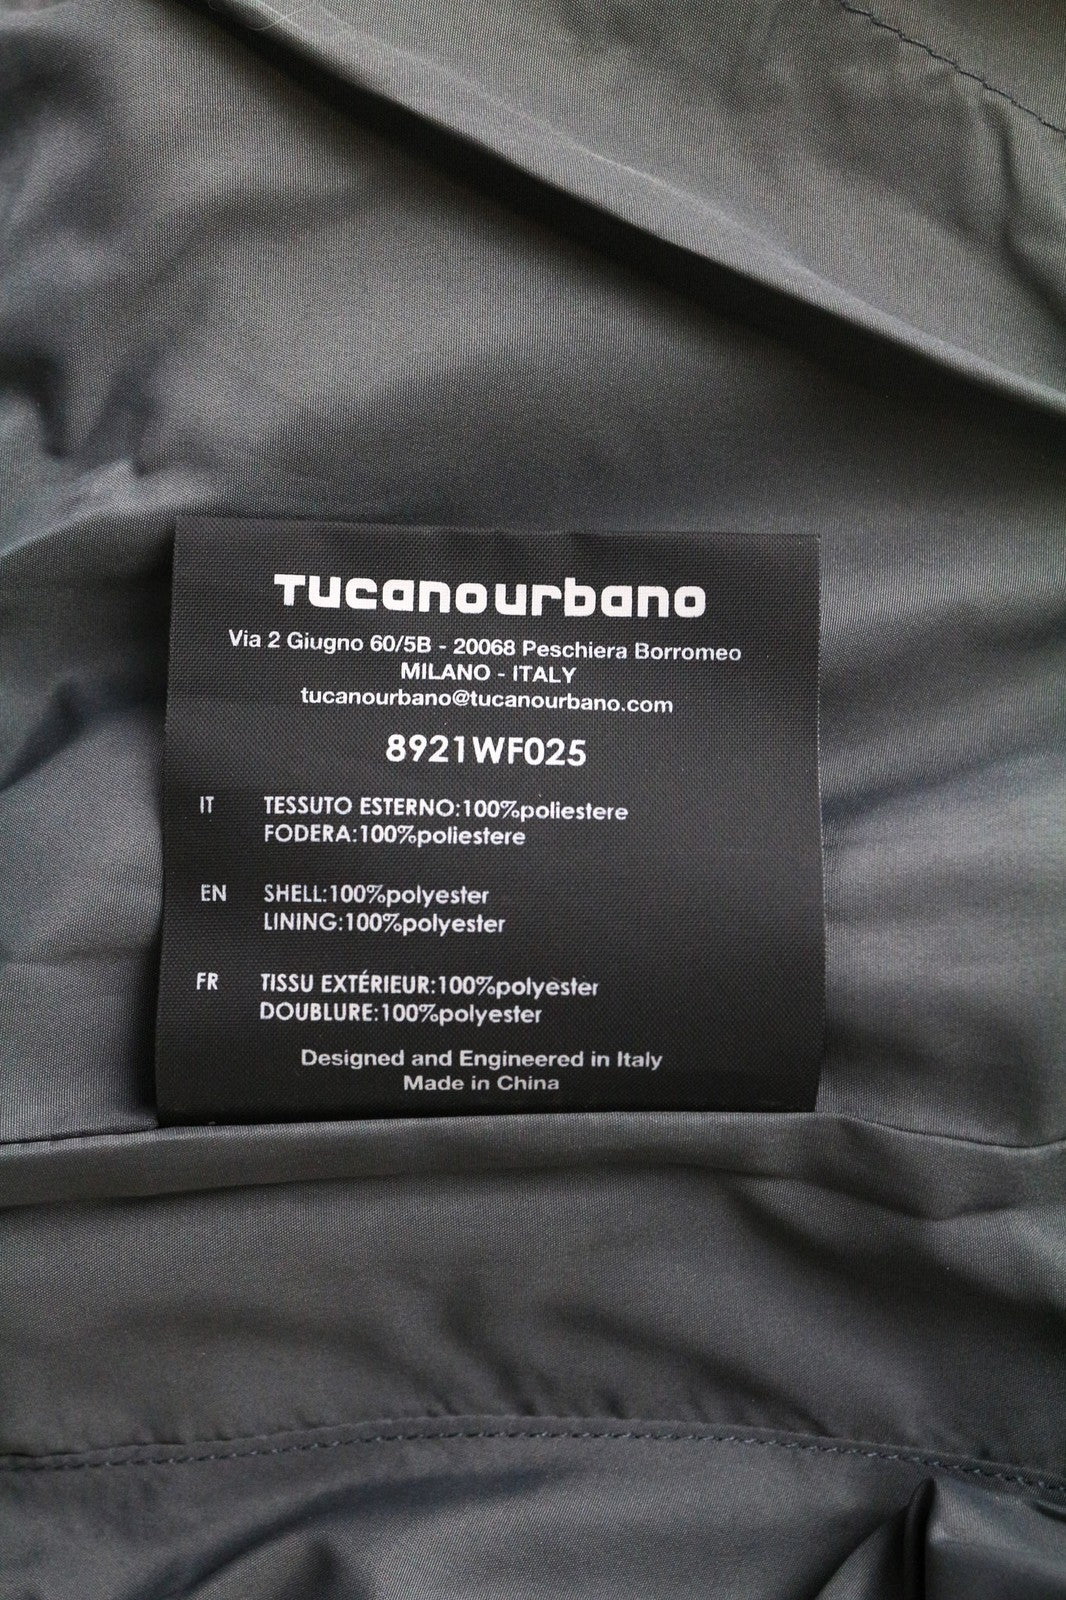 Tucanourbano
Via 2 Giugno 60/5B - 20068 Peschiera Borromeo
MILANO - ITALY
tucanourbano@tucanourbano.com
8921WF025
IT TESSUTO ESTERNO:100%poliestere
FODERA:100%poliestere
EN SHELL:100%polyester
LINING:100%polyester
FR TISSU EXTÉRIEUR:100%polyester
DOUBLURE:100%polyester
Designed and Engineered in Italy
Made in China